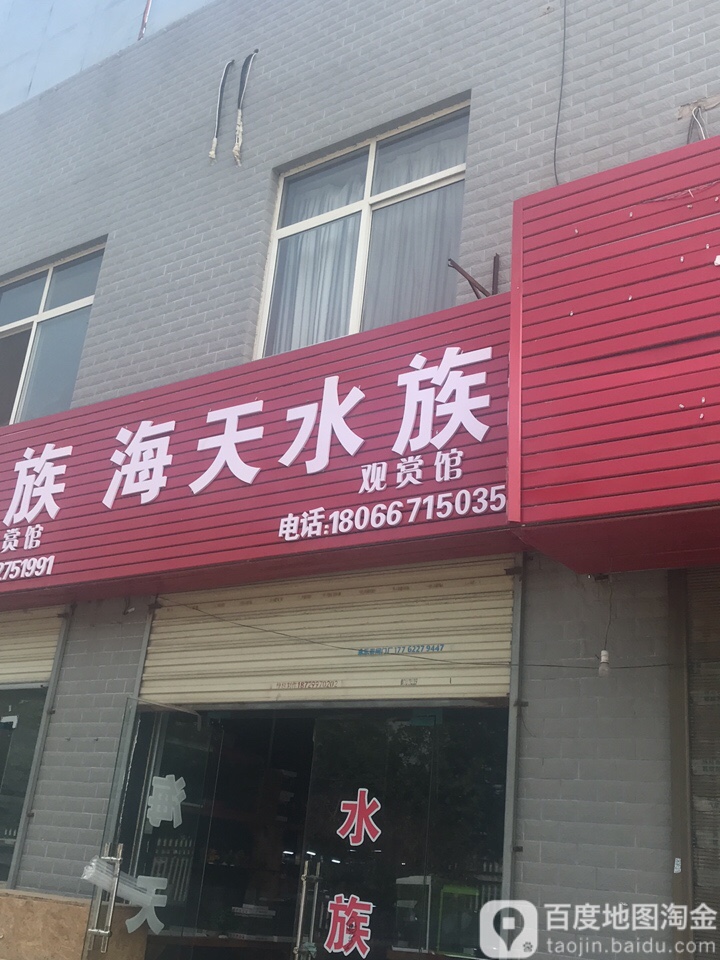 族
赏馆
2751991
海天水族
观赏馆
电话:18066715035
海天
水族
百度地图淘金
taojin.baidu.com